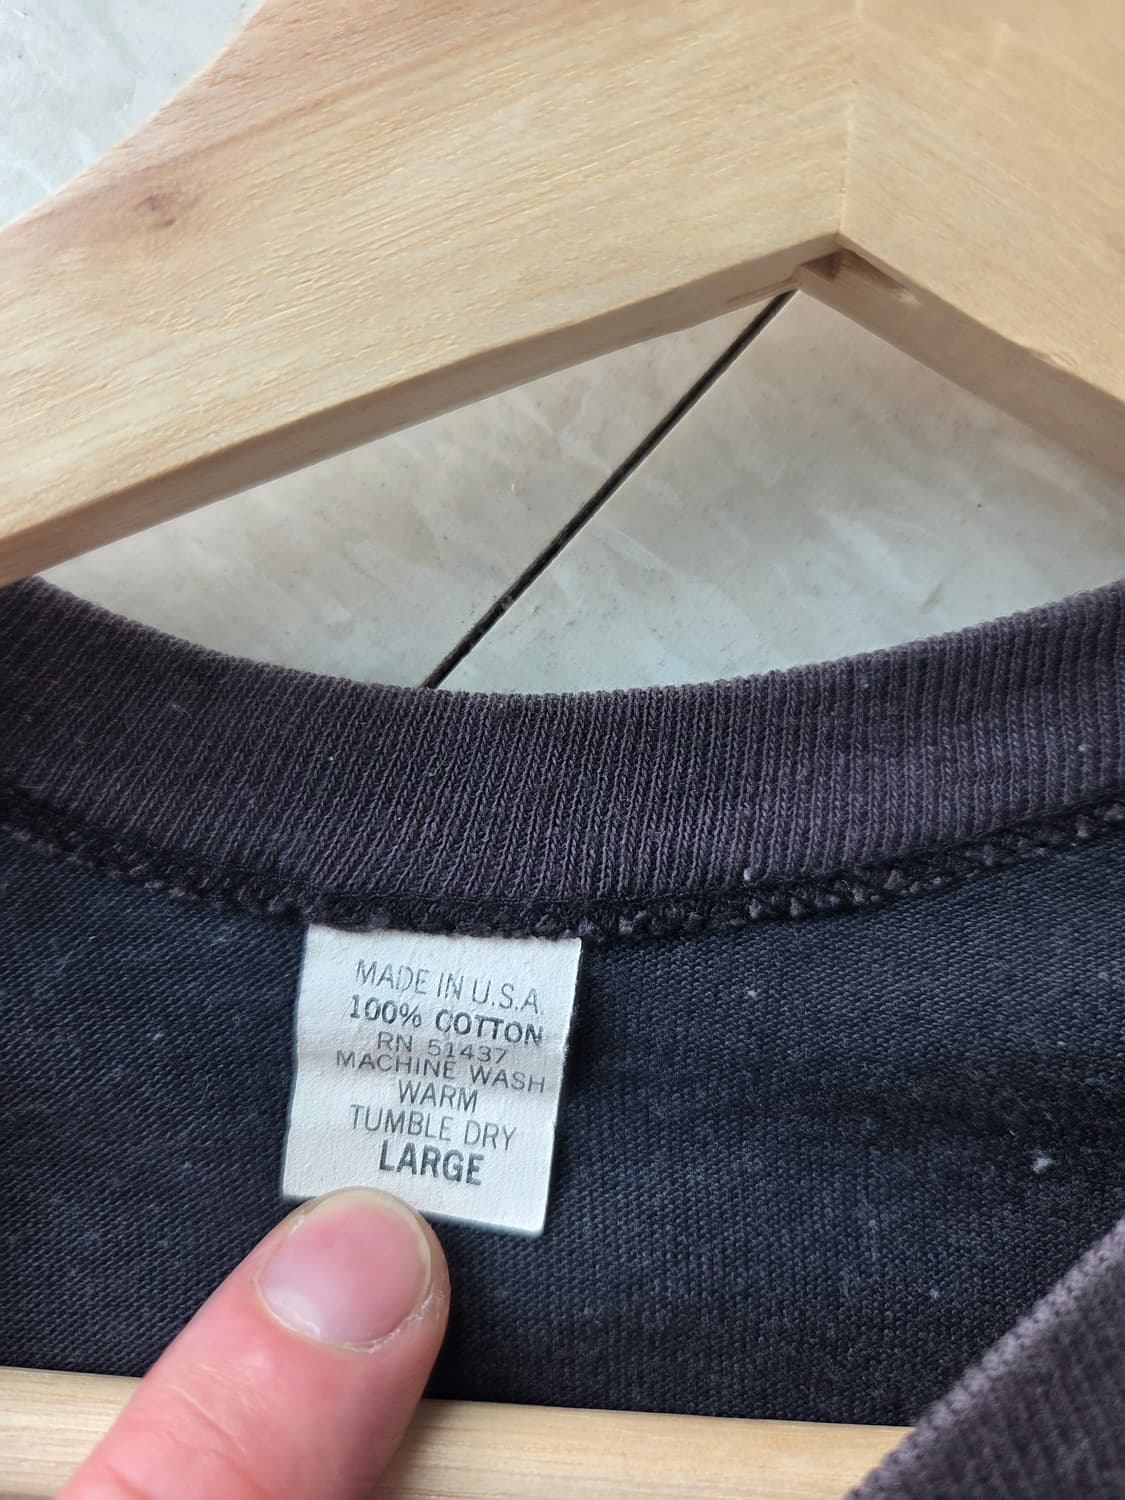 MADE IN U.S.A.
100% COTTON
RN 51437
MACHINE WASH
WARM
TUMBLE DRY
LARGE